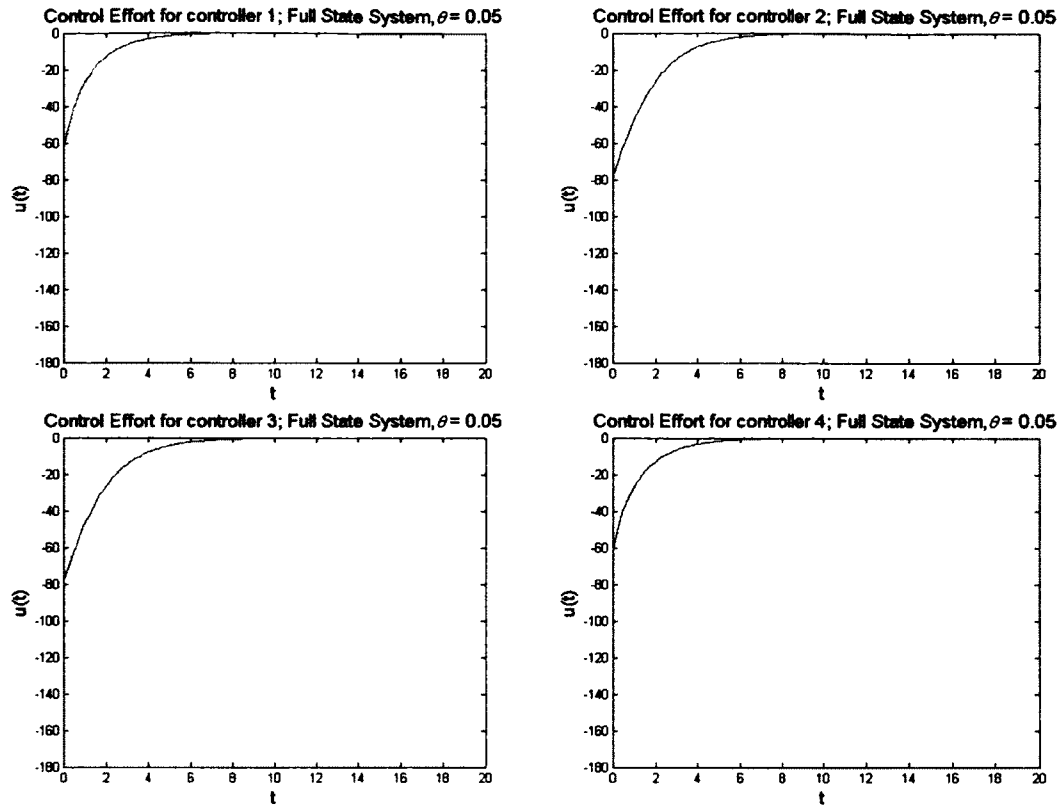 Control Effort for controller 1; Full State System, θ = 0.05
0
-20
-40
-60
-80
-100
-120
-140
-160
-180
u(t)
0 2 4 6 8 10 12 14 16 18 20
t
Control Effort for controller 2; Full State System, θ = 0.05
0
-20
-40
-60
-80
-100
-120
-140
-160
-180
u(t)
0 2 4 6 8 10 12 14 16 18 20
t
Control Effort for controller 3; Full State System, θ = 0.05
0
-20
-40
-60
-80
-100
-120
-140
-160
-180
u(t)
0 2 4 6 8 10 12 14 16 18 20
t
Control Effort for controller 4; Full State System, θ = 0.05
0
-20
-40
-60
-80
-100
-120
-140
-160
-180
u(t)
0 2 4 6 8 10 12 14 16 18 20
t